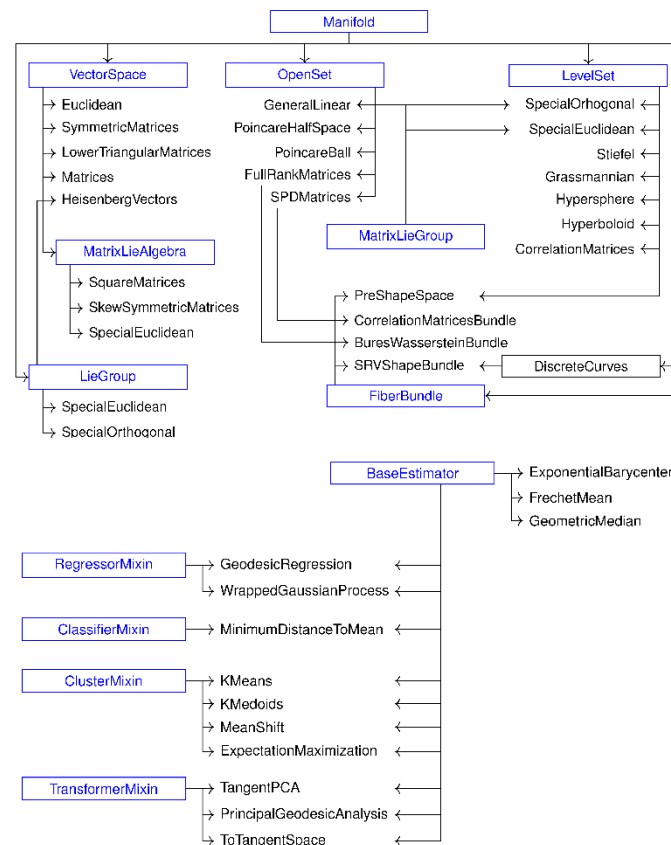 Manifold
VectorSpace
OpenSet
LevelSet
Euclidean
GeneralLinear
SpecialOrhogonal
SymmetricMatrices
PoincareHalfSpace
SpecialEuclidean
LowerTriangularMatrices
PoincareBall
Stiefel
Matrices
FullRankMatrices
Grassmannian
HeisenbergVectors
SPDMatrices
Hypersphere
Hyperboloid
MatrixLieGroup
MatrixLieAlgebra
CorrelationMatrices
SquareMatrices
PreShapeSpace
SkewSymmetricMatrices
CorrelationMatricesBundle
SpecialEuclidean
BuresWassersteinBundle
SRVShapeBundle
DiscreteCurves
LieGroup
FiberBundle
SpecialEuclidean
SpecialOrthogonal
BaseEstimator
ExponentialBarycenter
FrechetMean
GeometricMedian
RegressorMixin
GeodesicRegression
WrappedGaussianProcess
ClassifierMixin
MinimumDistanceToMean
ClusterMixin
KMeans
KMedoids
MeanShift
ExpectationMaximization
TransformerMixin
TangentPCA
PrincipalGeodesicAnalysis
ToTangentSpace